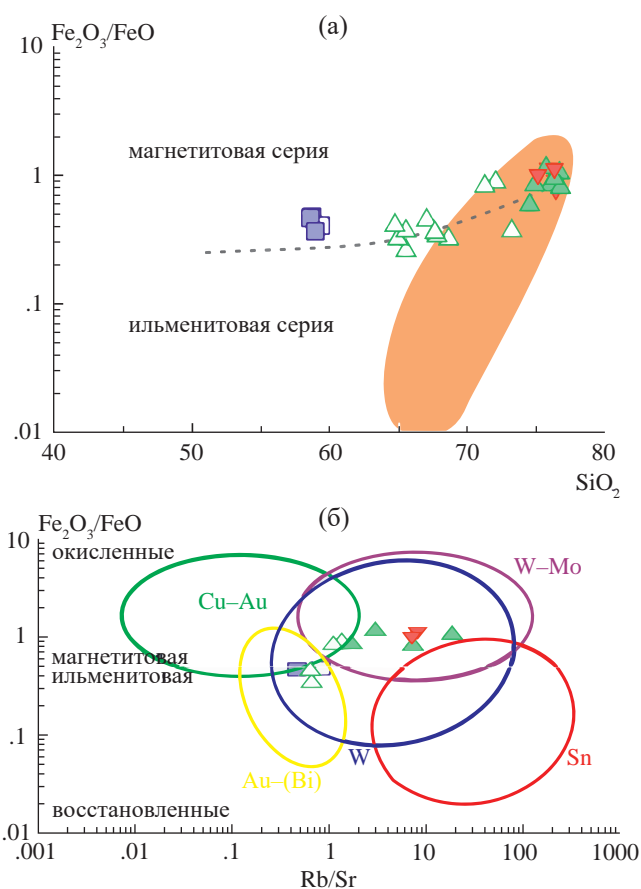 Fe₂O₃/FeO (а)
10
магнетитовая серия
1
.1
ильменитовая серия
.01
40 50 60 70 80
SiO₂
Fe₂O₃/FeO (б)
10
окисленные
W–Mo
Cu–Au
1
магнетитовая
ильменитовая
.1
Au–(Bi) W Sn
восстановленные
.01
.001 .01 .1 1 10 100 1000
Rb/Sr